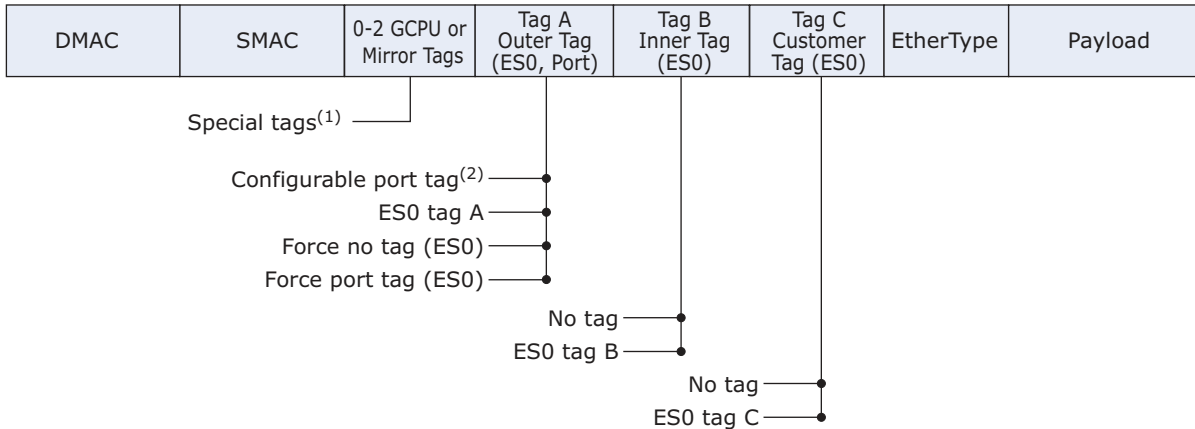 DMAC
SMAC
0-2 GCPU or
Mirror Tags
Tag A
Outer Tag
(ES0, Port)
Tag B
Inner Tag
(ES0)
Tag C
Customer
Tag (ES0)
EtherType
Payload
Special tags(1)
Configurable port tag(2)
ES0 tag A
Force no tag (ES0)
Force port tag (ES0)
No tag
ES0 tag B
No tag
ES0 tag C